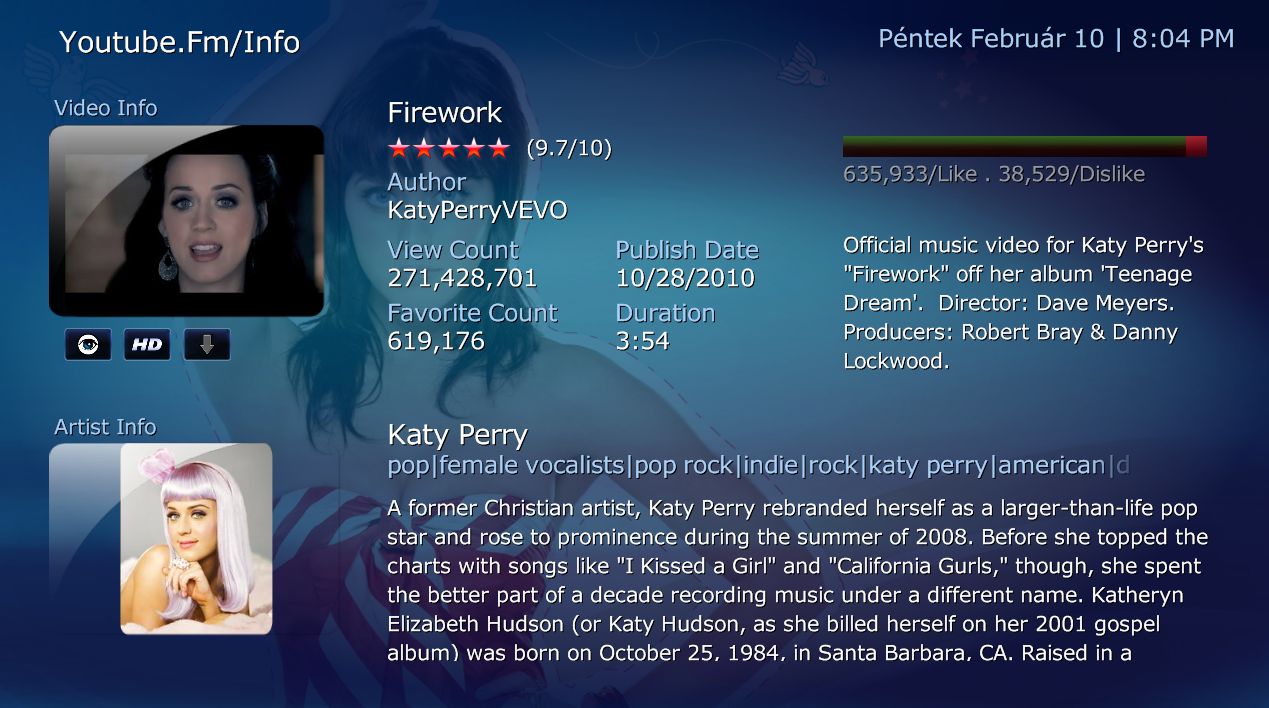 Youtube.Fm/Info
Péntek Február 10 | 8:04 PM
Video Info
HD
Firework
(9.7/10)
Author
KatyPerryVEVO
View Count
271,428,701
Publish Date
10/28/2010
Favorite Count
619,176
Duration
3:54
635,933/Like . 38,529/Dislike
Official music video for Katy Perry's
"Firework" off her album 'Teenage
Dream'.  Director: Dave Meyers.
Producers: Robert Bray & Danny
Lockwood.
Artist Info
Katy Perry
pop|female vocalists|pop rock|indie|rock|katy perry|american|d
A former Christian artist, Katy Perry rebranded herself as a larger-than-life pop
star and rose to prominence during the summer of 2008. Before she topped the
charts with songs like "I Kissed a Girl" and "California Gurls," though, she spent
the better part of a decade recording music under a different name. Katheryn
Elizabeth Hudson (or Katy Hudson, as she billed herself on her 2001 gospel
album) was born on October 25, 1984, in Santa Barbara, CA. Raised in a